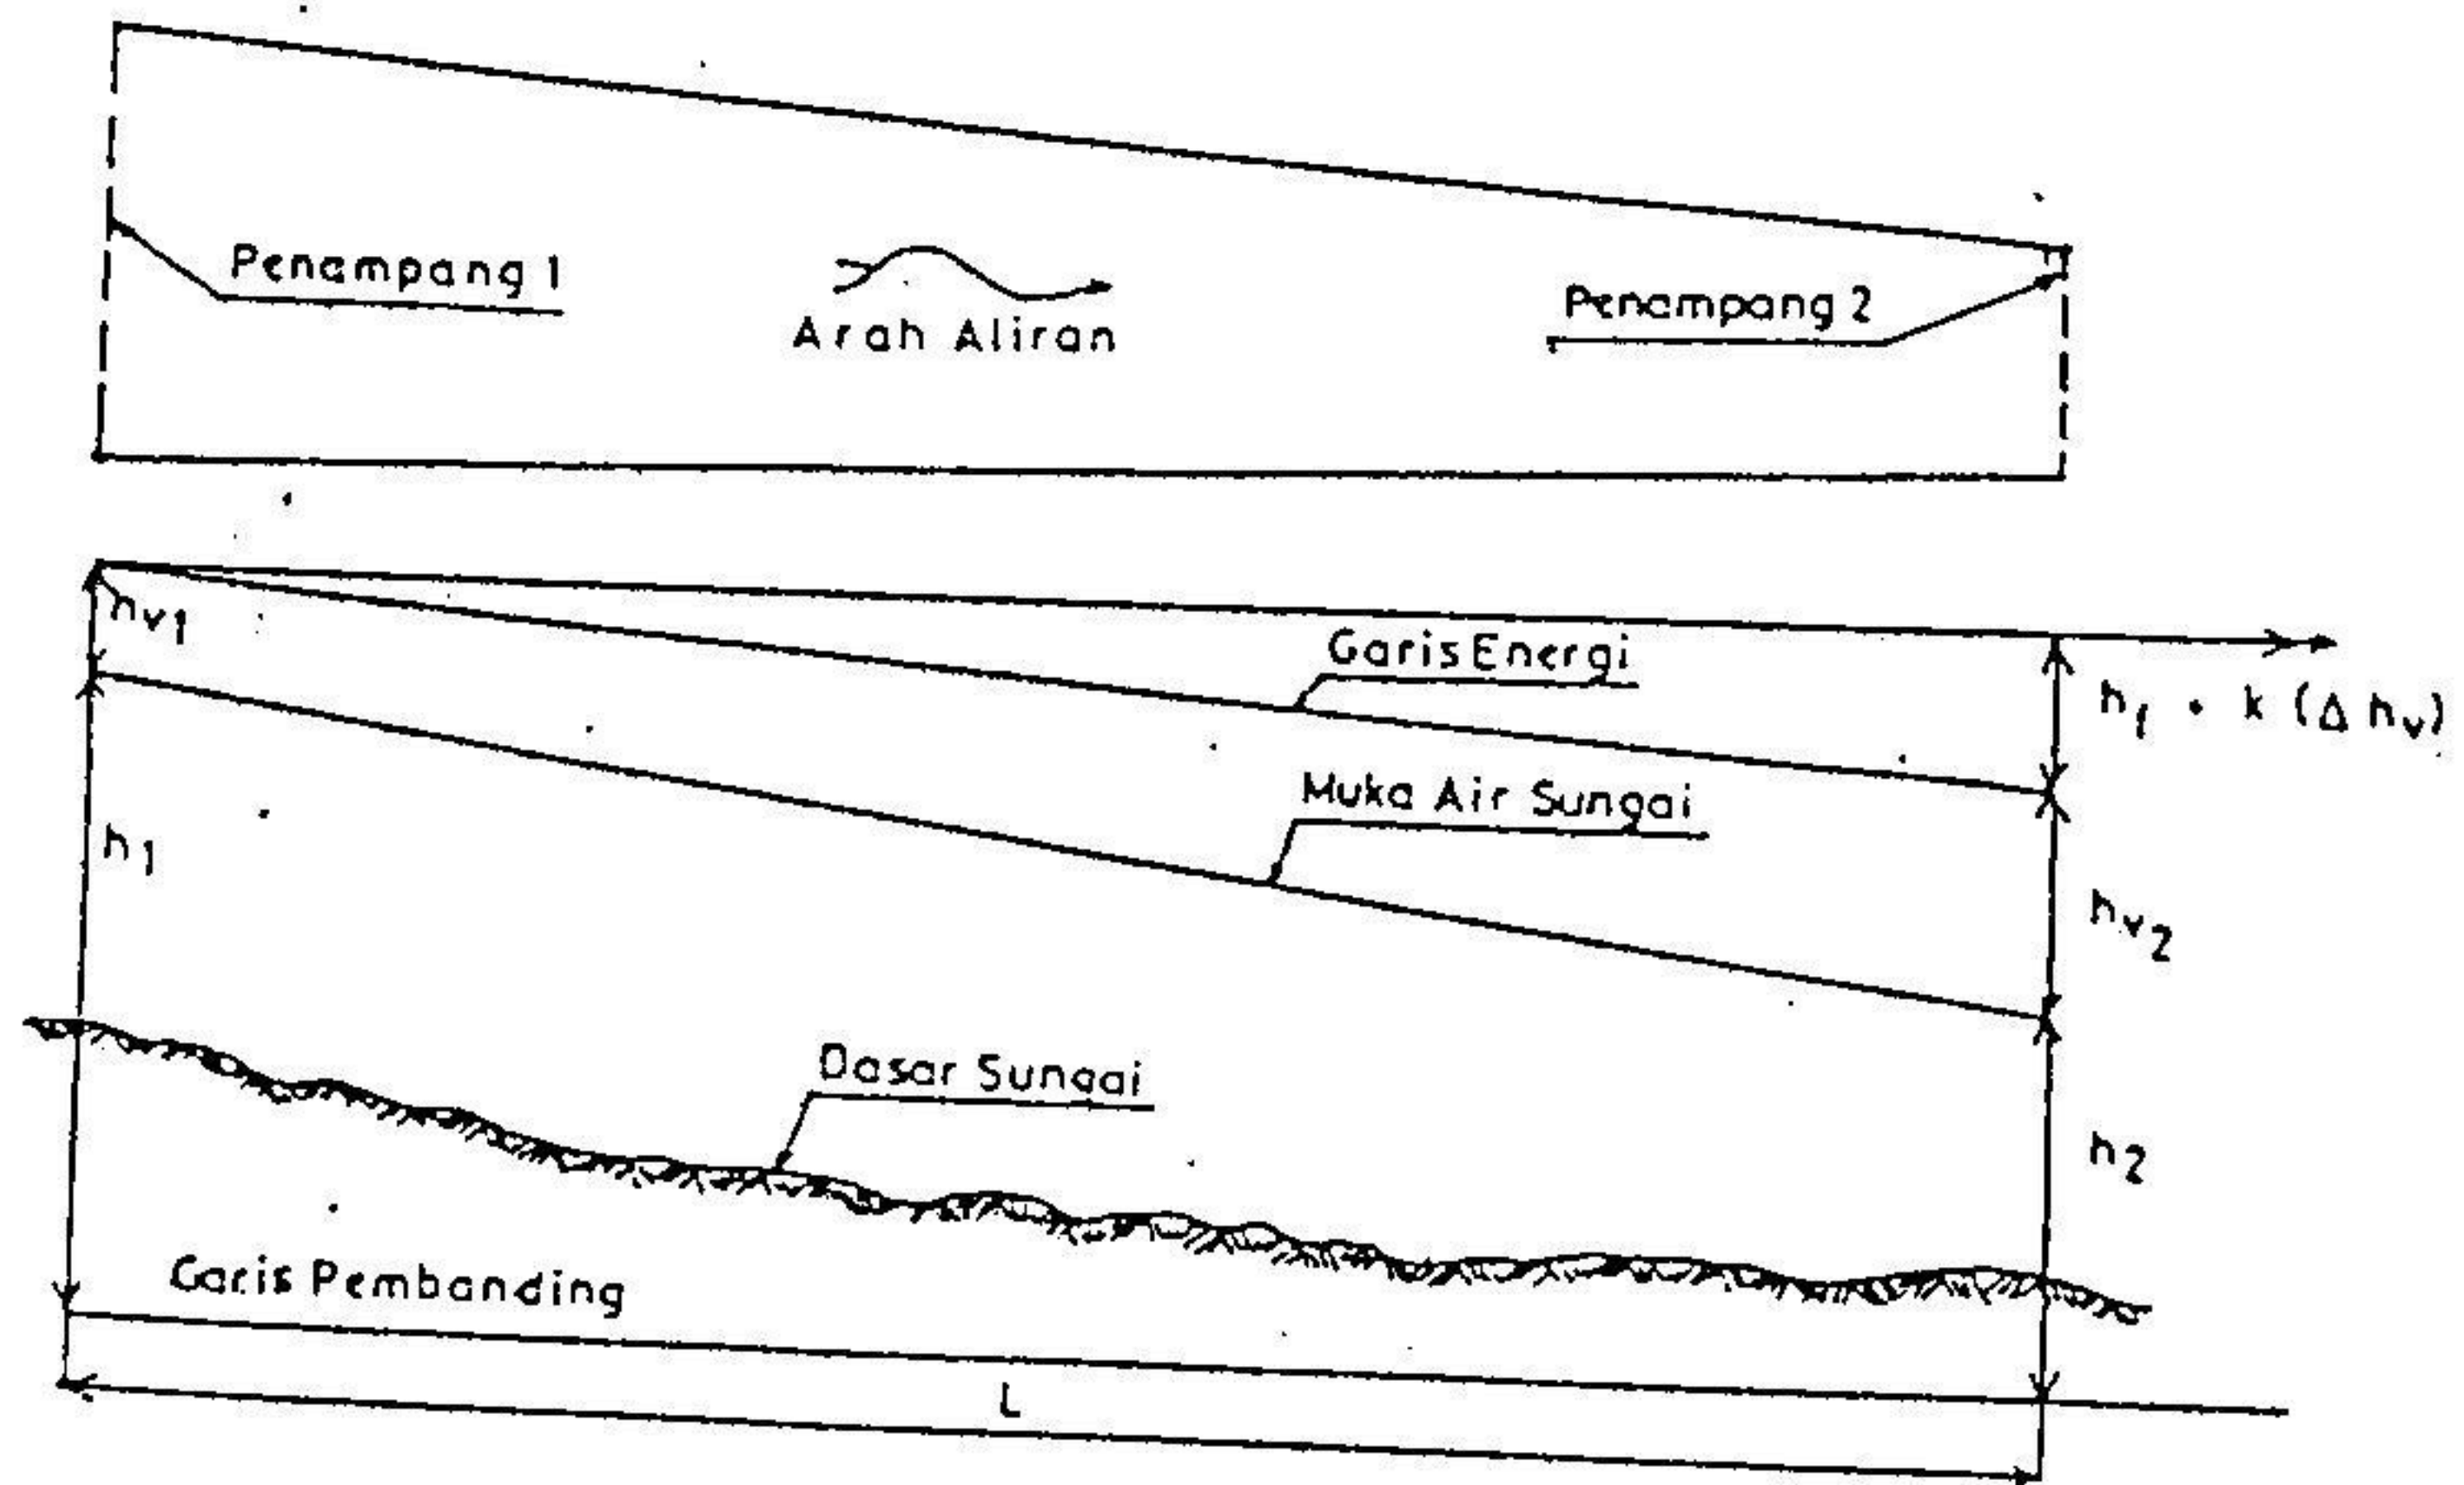 Penampang 1
Arah Aliran
Penampang 2
hv1
Garis Energi
hf + k (Δ hv)
Muka Air Sungai
h1
hv2
Dasar Sungai
h2
Garis Pembanding
L